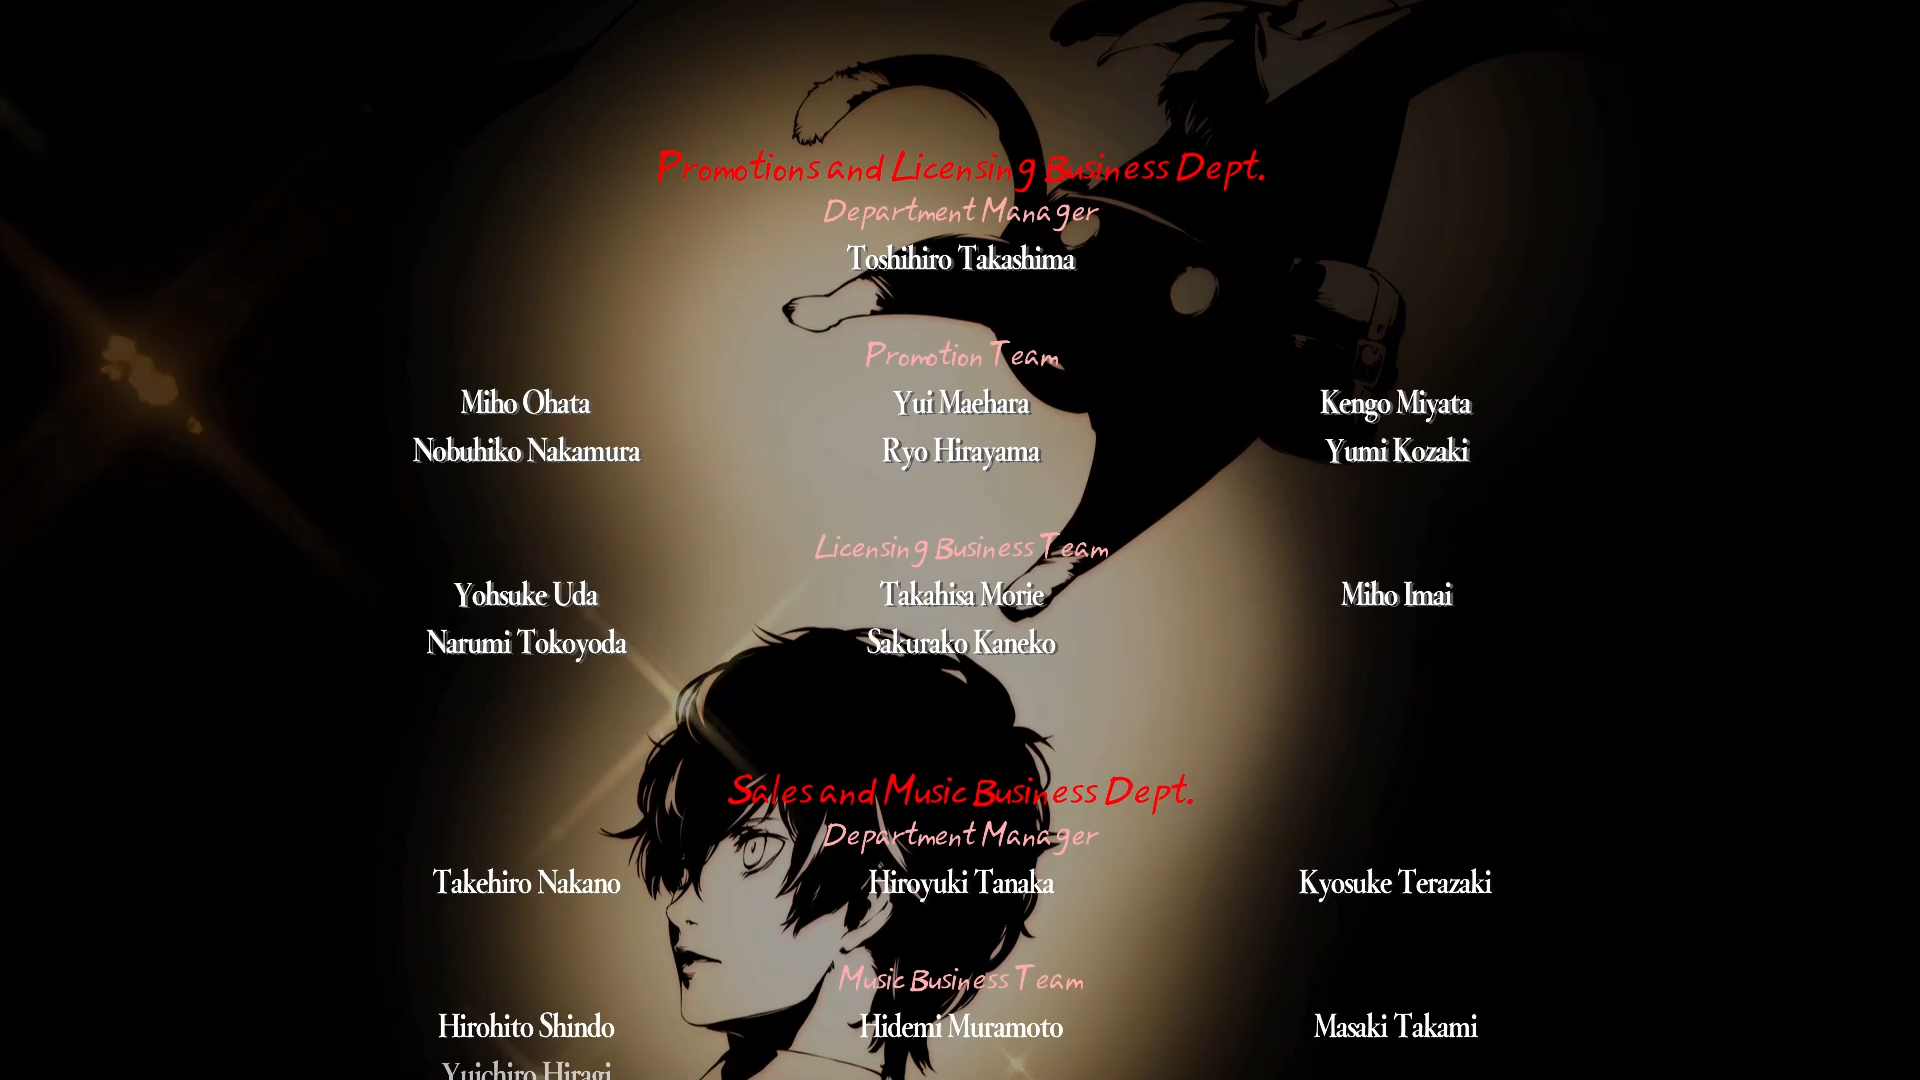 Promotions and Licensing Business Dept.
Department Manager
Toshihiro Takashima
Promotion Team
Miho Ohata Yui Maehara Kengo Miyata
Nobuhiko Nakamura Ryo Hirayama Yumi Kozaki
Licensing Business Team
Yohsuke Uda Takahisa Morie Miho Imai
Narumi Tokoyoda Sakurako Kaneko
Sales and Music Business Dept.
Department Manager
Takehiro Nakano Hiroyuki Tanaka Kyosuke Terazaki
Music Business Team
Hirohito Shindo Hidemi Muramoto Masaki Takami
Yuichiro Hiragi